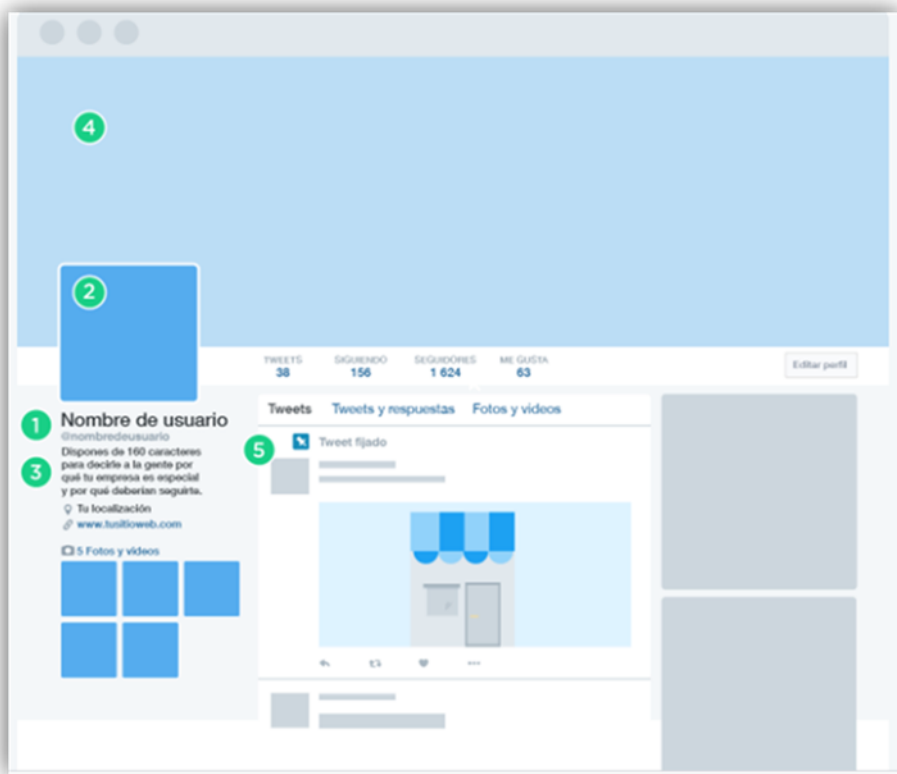 4
2
TWEETS SIGUIENDO SEGUIDORES ME GUSTA
38 156 1 624 63
Editar perfil
1
Nombre de usuario
@nombredeusuario
3
Dispones de 160 caracteres
para decirle a la gente por
qué tu empresa es especial
y por qué deberían seguirte.
Tu localización
www.tusitioweb.com
5 Fotos y videos
Tweets Tweets y respuestas Fotos y videos
5
Tweet fijado